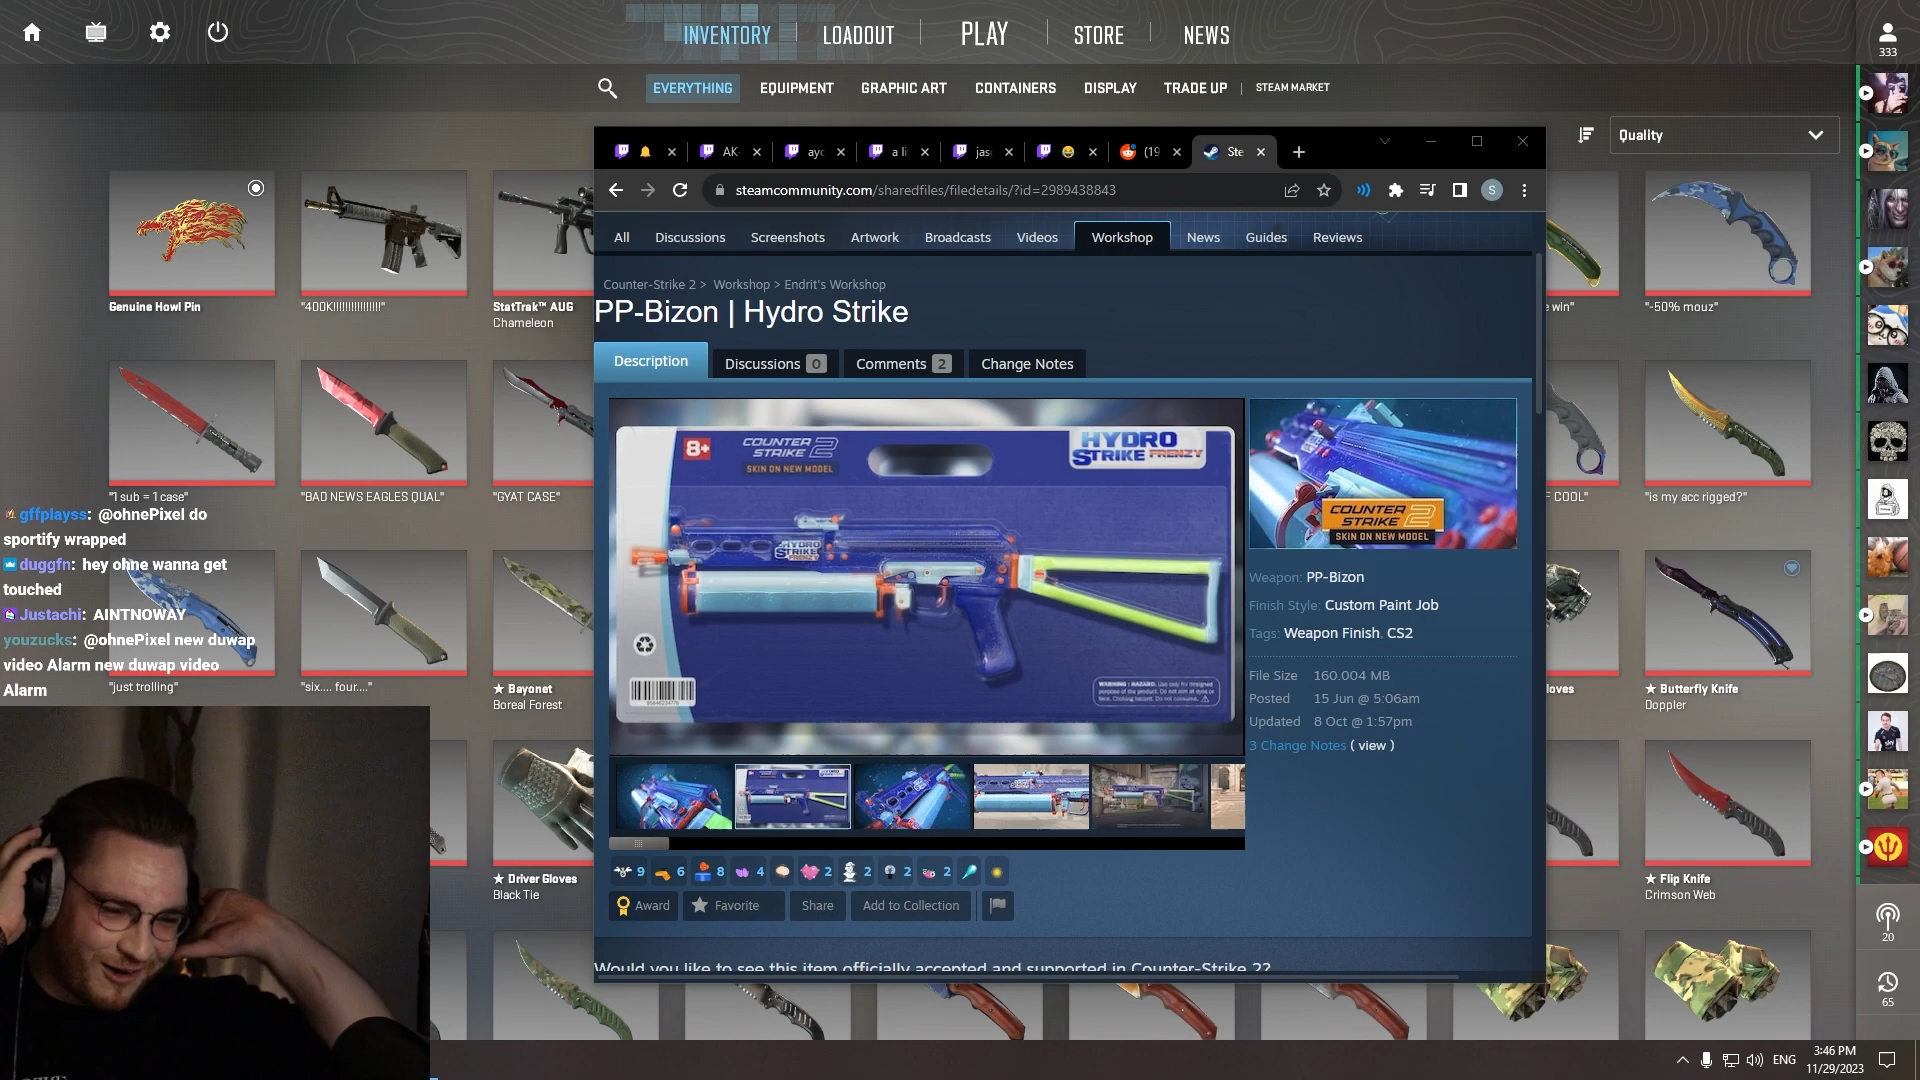 INVENTORY
LOADOUT
PLAY
STORE
NEWS
333
EVERYTHING
EQUIPMENT
GRAPHIC ART
CONTAINERS
DISPLAY
TRADE UP
STEAM MARKET
Quality
AK
ayc
a li
jas
(19
Ste
steamcommunity.com/sharedfiles/filedetails/?id=2989438843
S
All
Discussions
Screenshots
Artwork
Broadcasts
Videos
Workshop
News
Guides
Reviews
Counter-Strike 2 > Workshop > Endrit's Workshop
PP-Bizon | Hydro Strike
Description
Discussions 0
Comments 2
Change Notes
8+
COUNTER STRIKE 2
SKIN ON NEW MODEL
HYDRO
STRIKE FRENZY
HYDRO
STRIKE
COUNTER
STRIKE 2
SKIN ON NEW MODEL
Weapon: PP-Bizon
Finish Style: Custom Paint Job
Tags: Weapon Finish, CS2
File Size 160.004 MB
Posted 15 Jun @ 5:06am
Updated 8 Oct @ 1:57pm
3 Change Notes ( view )
9
6
8
4
2
2
2
2
Award
Favorite
Share
Add to Collection
Would you like to see this item officially accepted and supported in Counter-Strike 2?
Genuine Howl Pin
"400K!!!!!!!!!!!!!!!!"
StatTrak™ AUG
Chameleon
e win"
"-50% mouz"
"1 sub = 1 case"
"BAD NEWS EAGLES QUAL"
"GYAT CASE"
F COOL"
"is my acc rigged?"
gffplayss: @ohnePixel do
sportify wrapped
duggfn: hey ohne wanna get
touched
Justachi: AINTNOWAY
youzucks: @ohnePixel new duwap
video Alarm new duwap video
Alarm
"just trolling"
"six.... four...."
★ Bayonet
Boreal Forest
loves
★ Butterfly Knife
Doppler
★ Driver Gloves
Black Tie
★ Flip Knife
Crimson Web
20
65
ENG
3:46 PM
11/29/2023